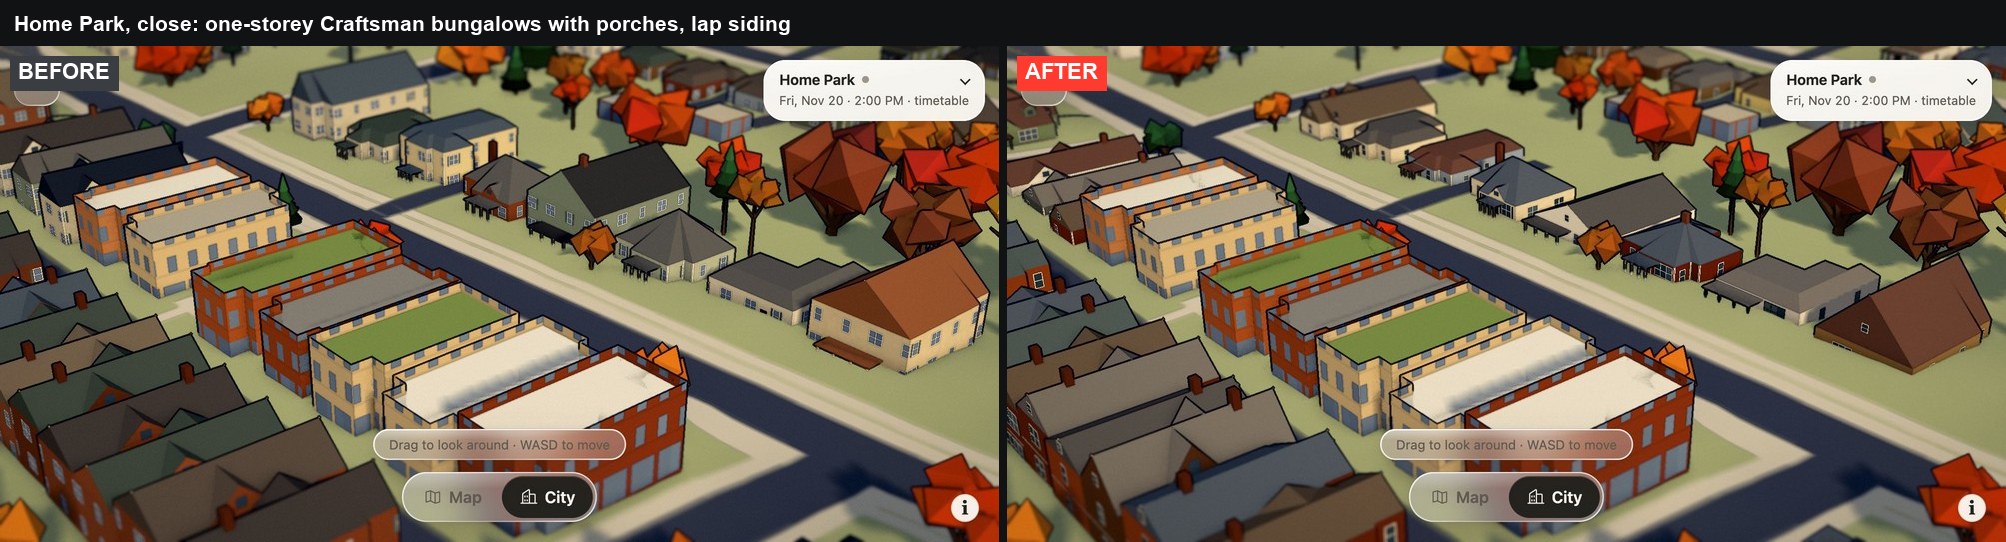 Home Park, close: one-storey Craftsman bungalows with porches, lap siding
BEFORE
Home Park
Fri, Nov 20 · 2:00 PM · timetable
Drag to look around · WASD to move
Map
City
i
AFTER
Home Park
Fri, Nov 20 · 2:00 PM · timetable
Drag to look around · WASD to move
Map
City
i